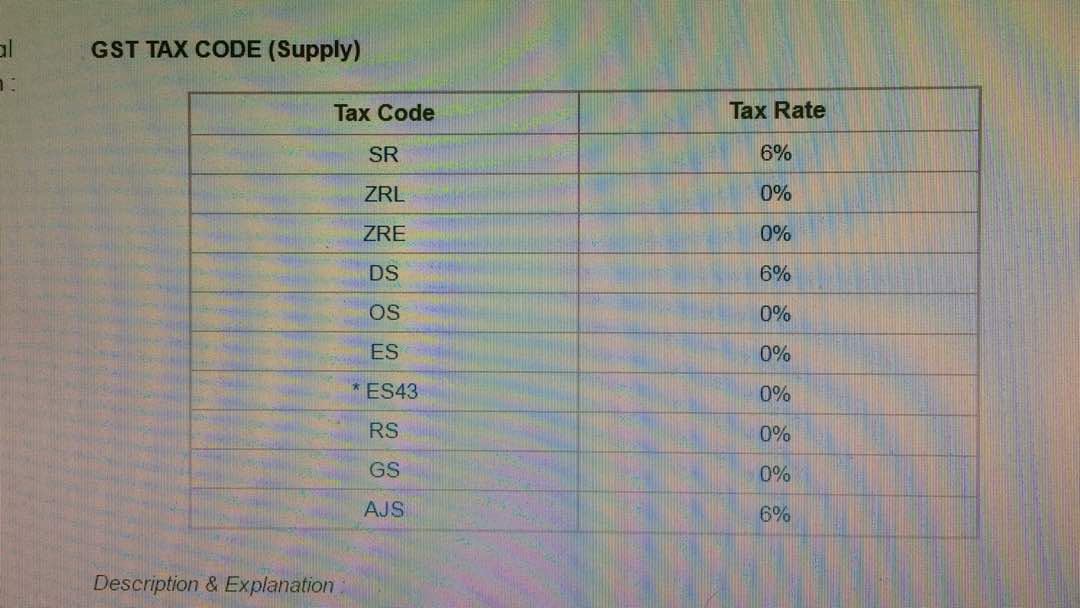 al
GST TAX CODE (Supply)
:
Tax Code Tax Rate
SR 6%
ZRL 0%
ZRE 0%
DS 6%
OS 0%
ES 0%
* ES43 0%
RS 0%
GS 0%
AJS 6%
Description & Explanation :